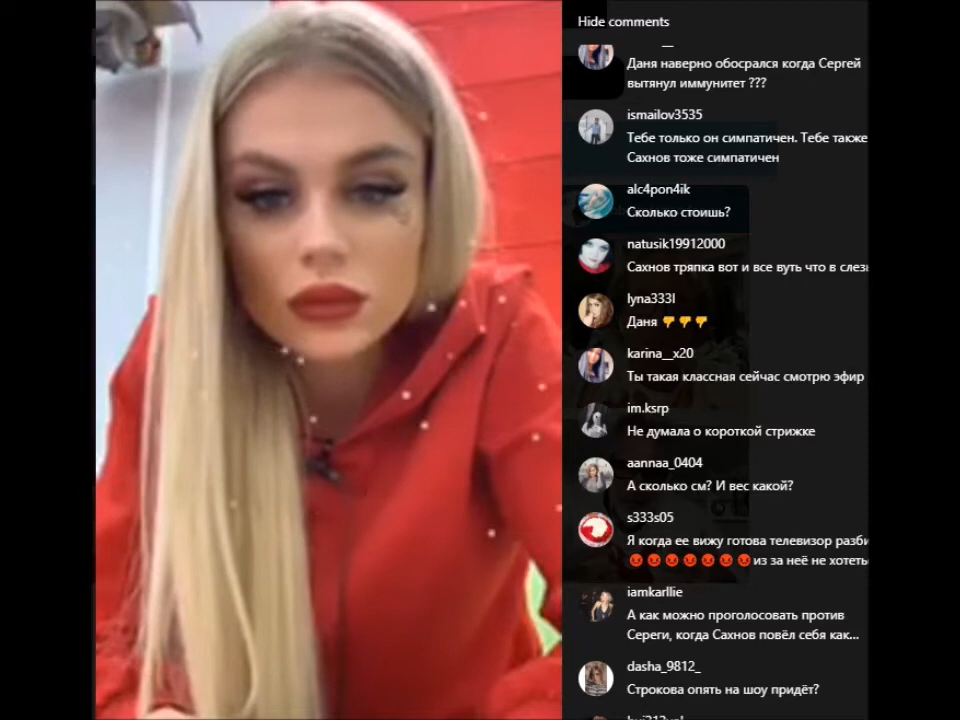 Hide comments
Даня наверно обосрался когда Сергей
вытянул иммунитет ???
ismailov3535
Тебе только он симпатичен. Тебе также
Сахнов тоже симпатичен
alc4pon4ik
Сколько стоишь?
natusik19912000
Сахнов тряпка вот и все вуть что в
lyna333l
Даня 👎👎👎
karina__x20
Ты такая классная сейчас смотрю эфир
im.ksrp
Не думала о короткой стрижке
aannaa_0404
А сколько см? И вес какой?
s333s05
Я когда ее вижу готова телевизор
😡😡😡😡😡😡😡из за неё не
iamkarllie
А как можно проголосовать против
Сереги, когда Сахнов повёл себя как...
dasha_9812_
Строкова опять на шоу придёт?